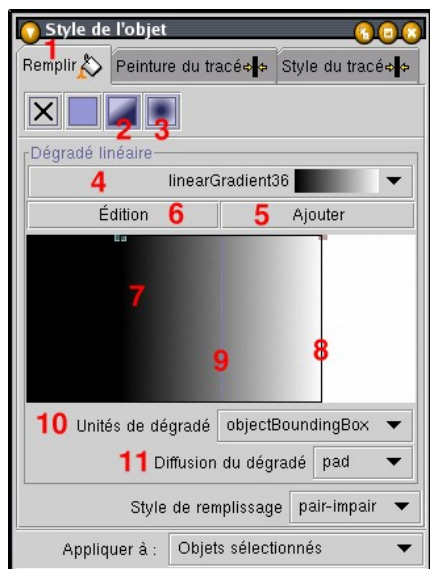 Style de l'objet
1
Remplir Peinture du tracé Style du tracé
2 3
Dégradé linéaire
4 linearGradient36
Édition 6 5 Ajouter
7
9 8
10 Unités de dégradé objectBoundingBox
11 Diffusion du dégradé pad
Style de remplissage pair-impair
Appliquer à : Objets sélectionnés